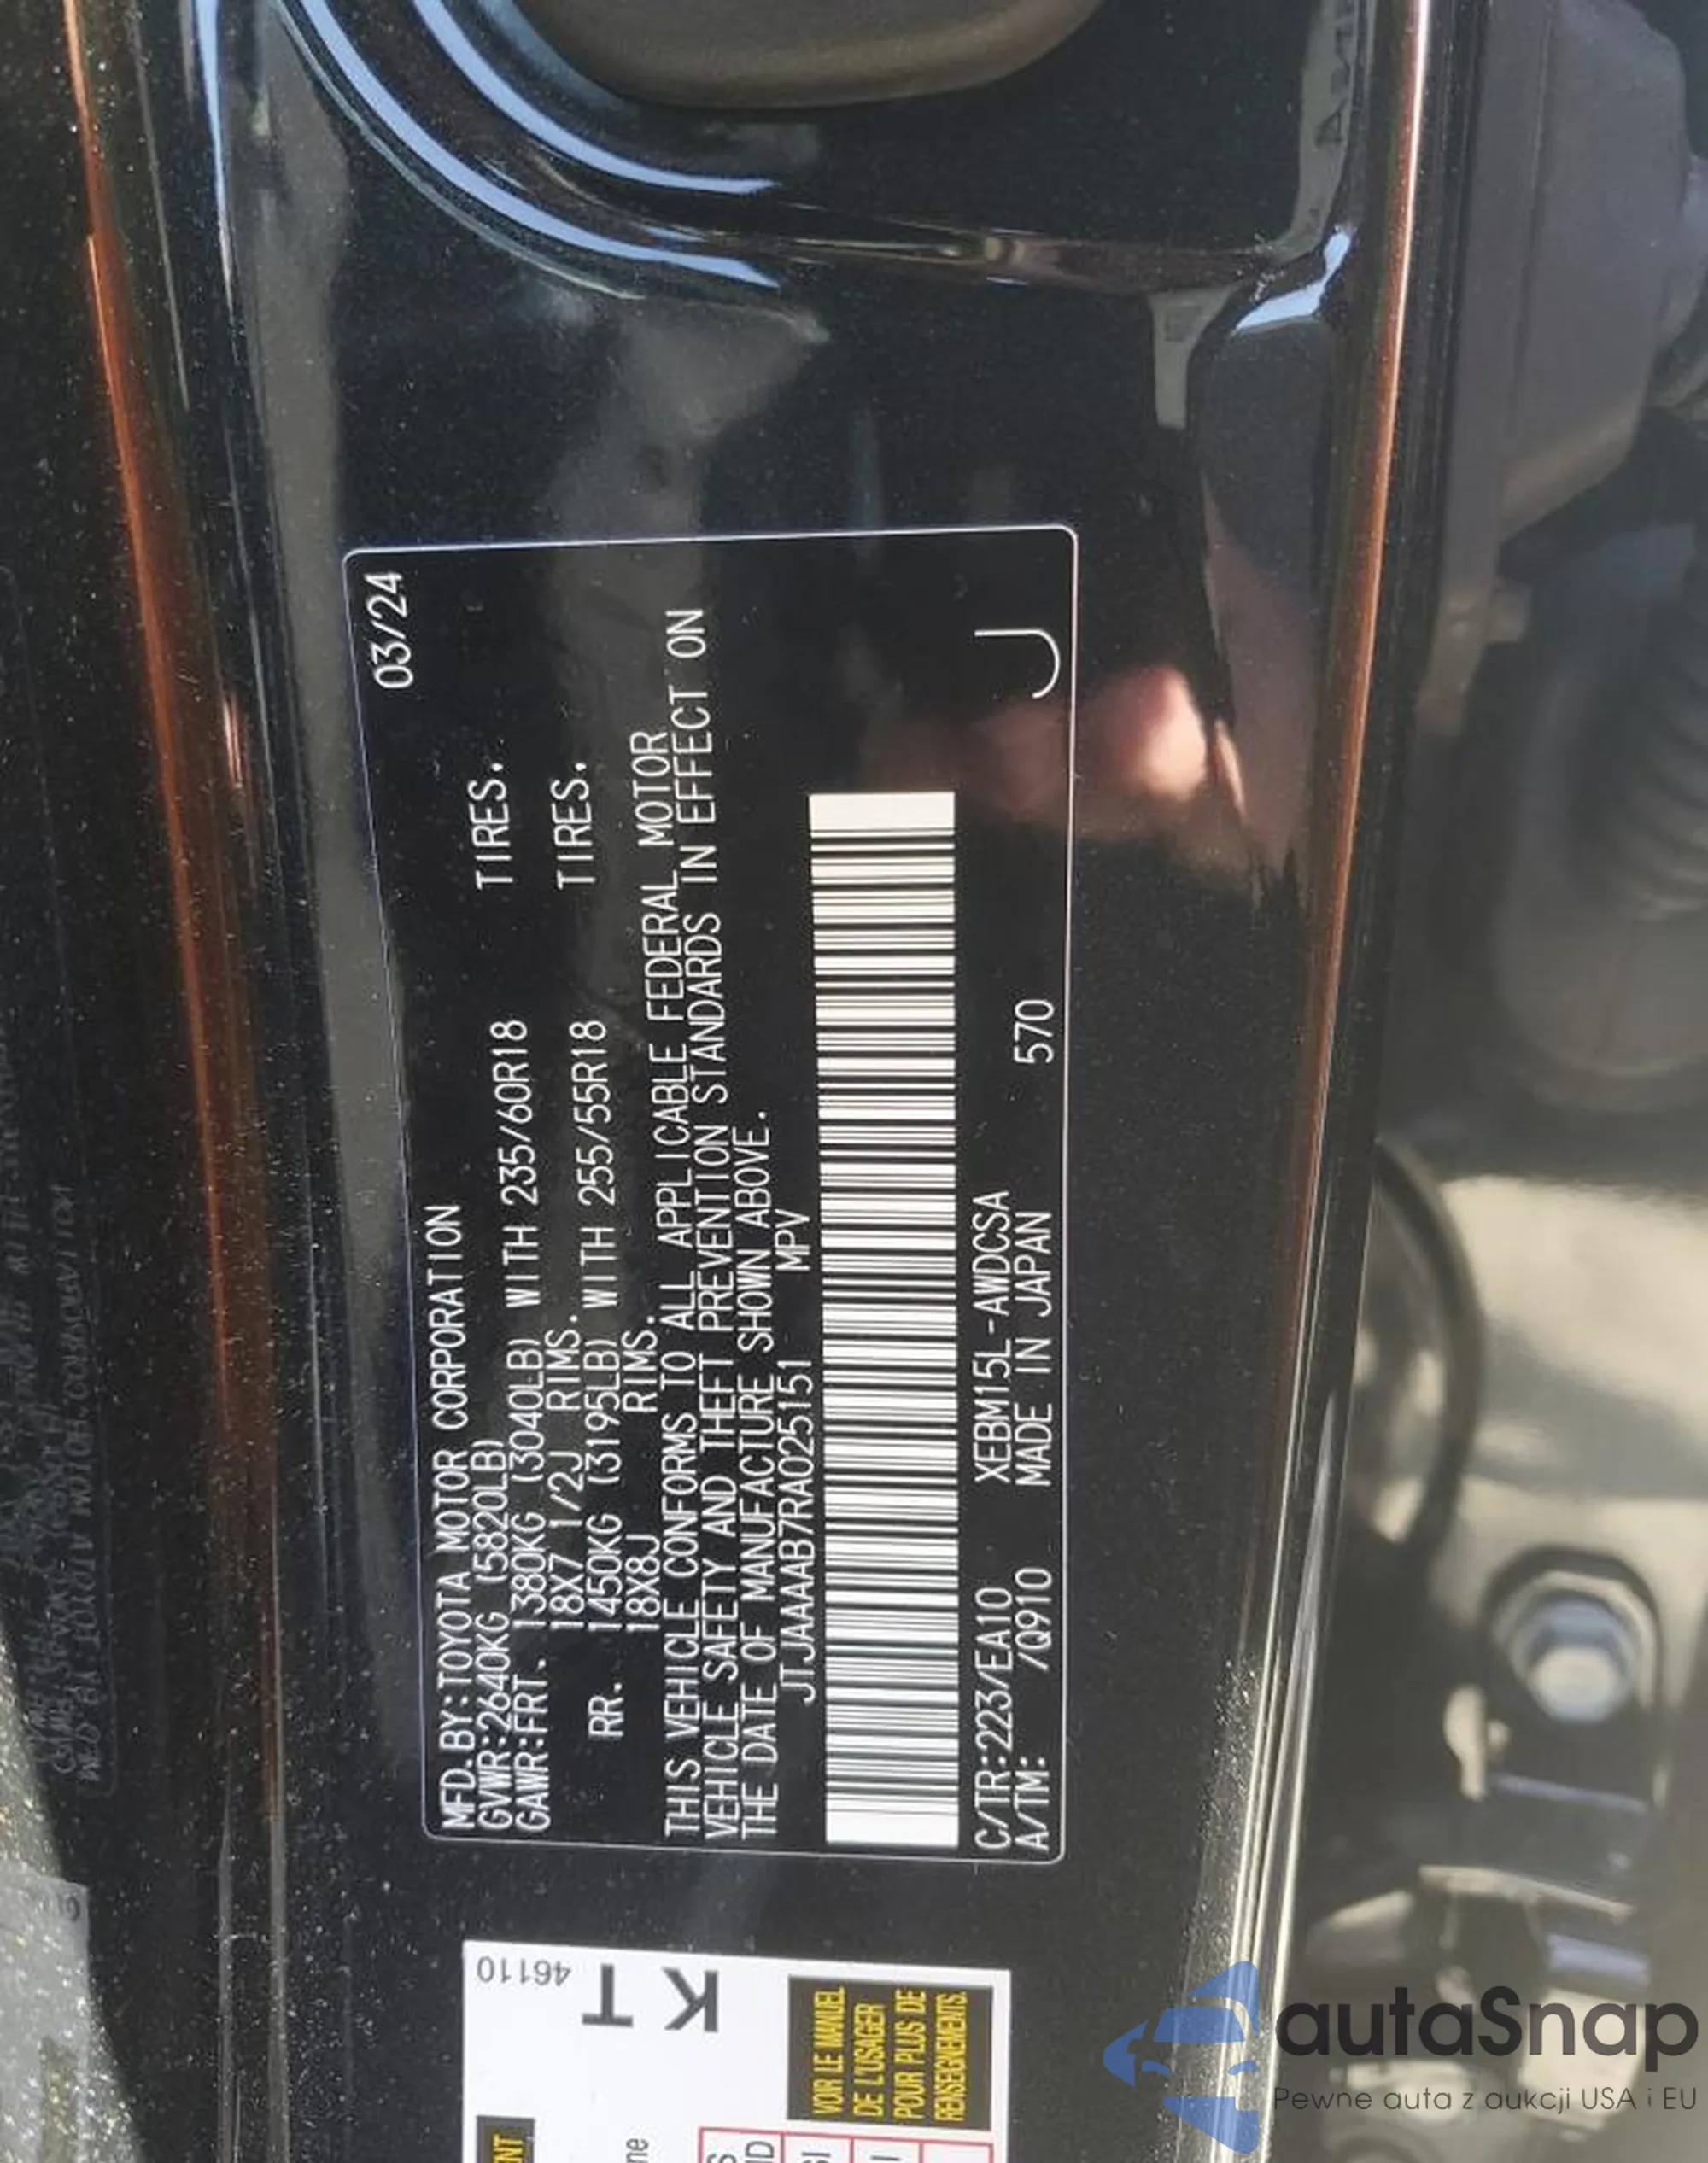 03/24
MFD.BY:TOYOTA MOTOR CORPORATION
GVWR:2640KG (5820LB)
GAWR:FRT. 1380KG (3040LB) WITH 235/60R18 TIRES.
18X7 1/2J RIMS.
RR. 1450KG (3195LB) WITH 255/55R18 TIRES.
18X8J RIMS.
THIS VEHICLE CONFORMS TO ALL APPLICABLE FEDERAL MOTOR
VEHICLE SAFETY AND THEFT PREVENTION STANDARDS IN EFFECT ON
THE DATE OF MANUFACTURE SHOWN ABOVE.
JTJAAAAB7RA025151 MPV
C/TR:223/EA10 XEBM15L-AWDCSA
A/TM: /Q910 MADE IN JAPAN 570
J
46110
K T
VOIR LE MANUEL
DE L'USAGER
POUR PLUS DE
RENSEIGNEMENTS.
autaSnap
Pewne auta z aukcji USA i EU